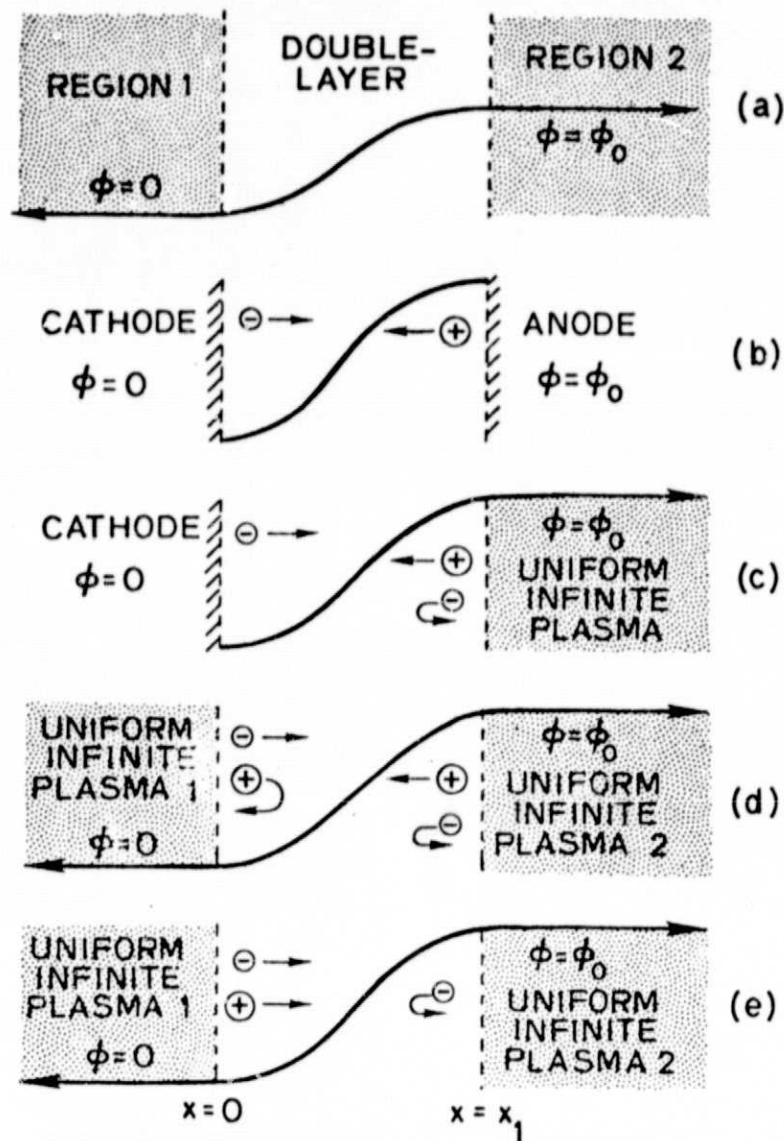 DOUBLE-
LAYER
REGION 1
REGION 2
(a)
ϕ = 0
ϕ = ϕ₀
CATHODE
ϕ = 0
⊖
⊕
ANODE
ϕ = ϕ₀
(b)
CATHODE
ϕ = 0
⊖
⊕
⊖
ϕ = ϕ₀
UNIFORM
INFINITE
PLASMA
(c)
UNIFORM
INFINITE
PLASMA 1
ϕ = 0
⊖
⊕
⊕
⊖
ϕ = ϕ₀
UNIFORM
INFINITE
PLASMA 2
(d)
UNIFORM
INFINITE
PLASMA 1
ϕ = 0
⊖
⊕
⊖
ϕ = ϕ₀
UNIFORM
INFINITE
PLASMA 2
(e)
x = 0
x = x₁